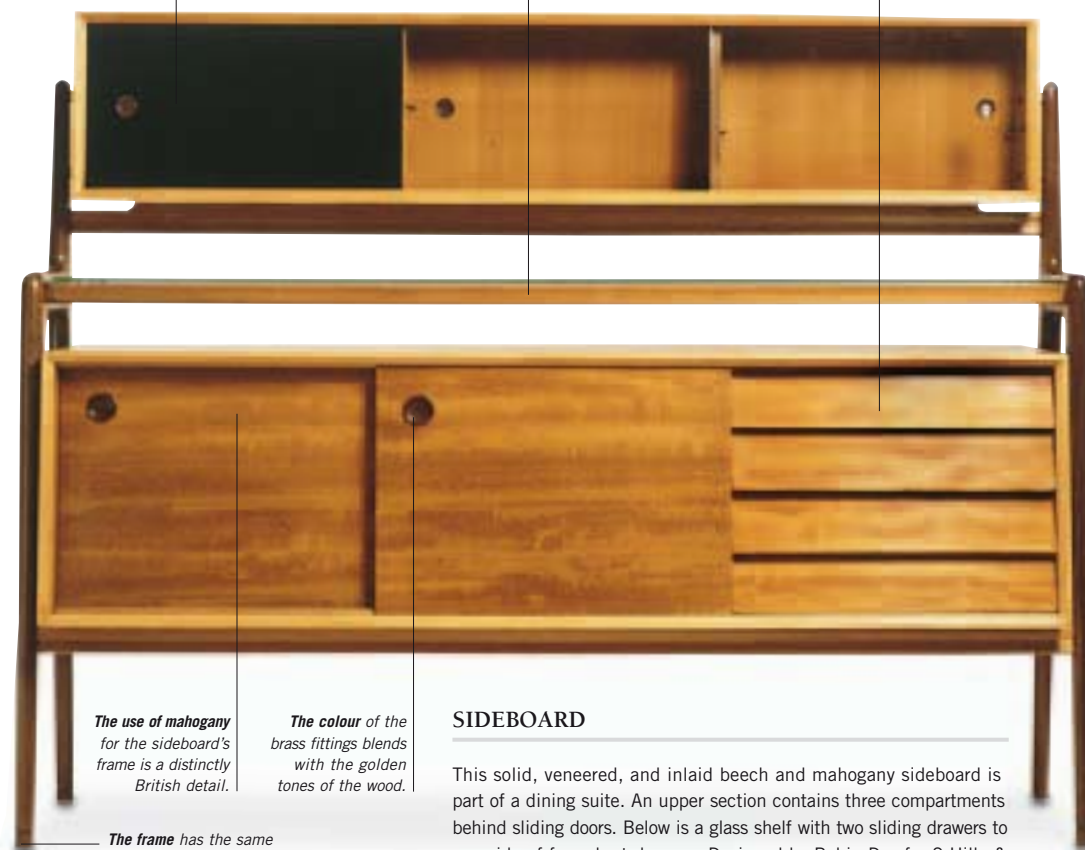 The use of mahogany
for the sideboard's
frame is a distinctly
British detail.
The colour of the
brass fittings blends
with the golden
tones of the wood.
The frame has the same
SIDEBOARD
This solid, veneered, and inlaid beech and mahogany sideboard is
part of a dining suite. An upper section contains three compartments
behind sliding doors. Below is a glass shelf with two sliding drawers to